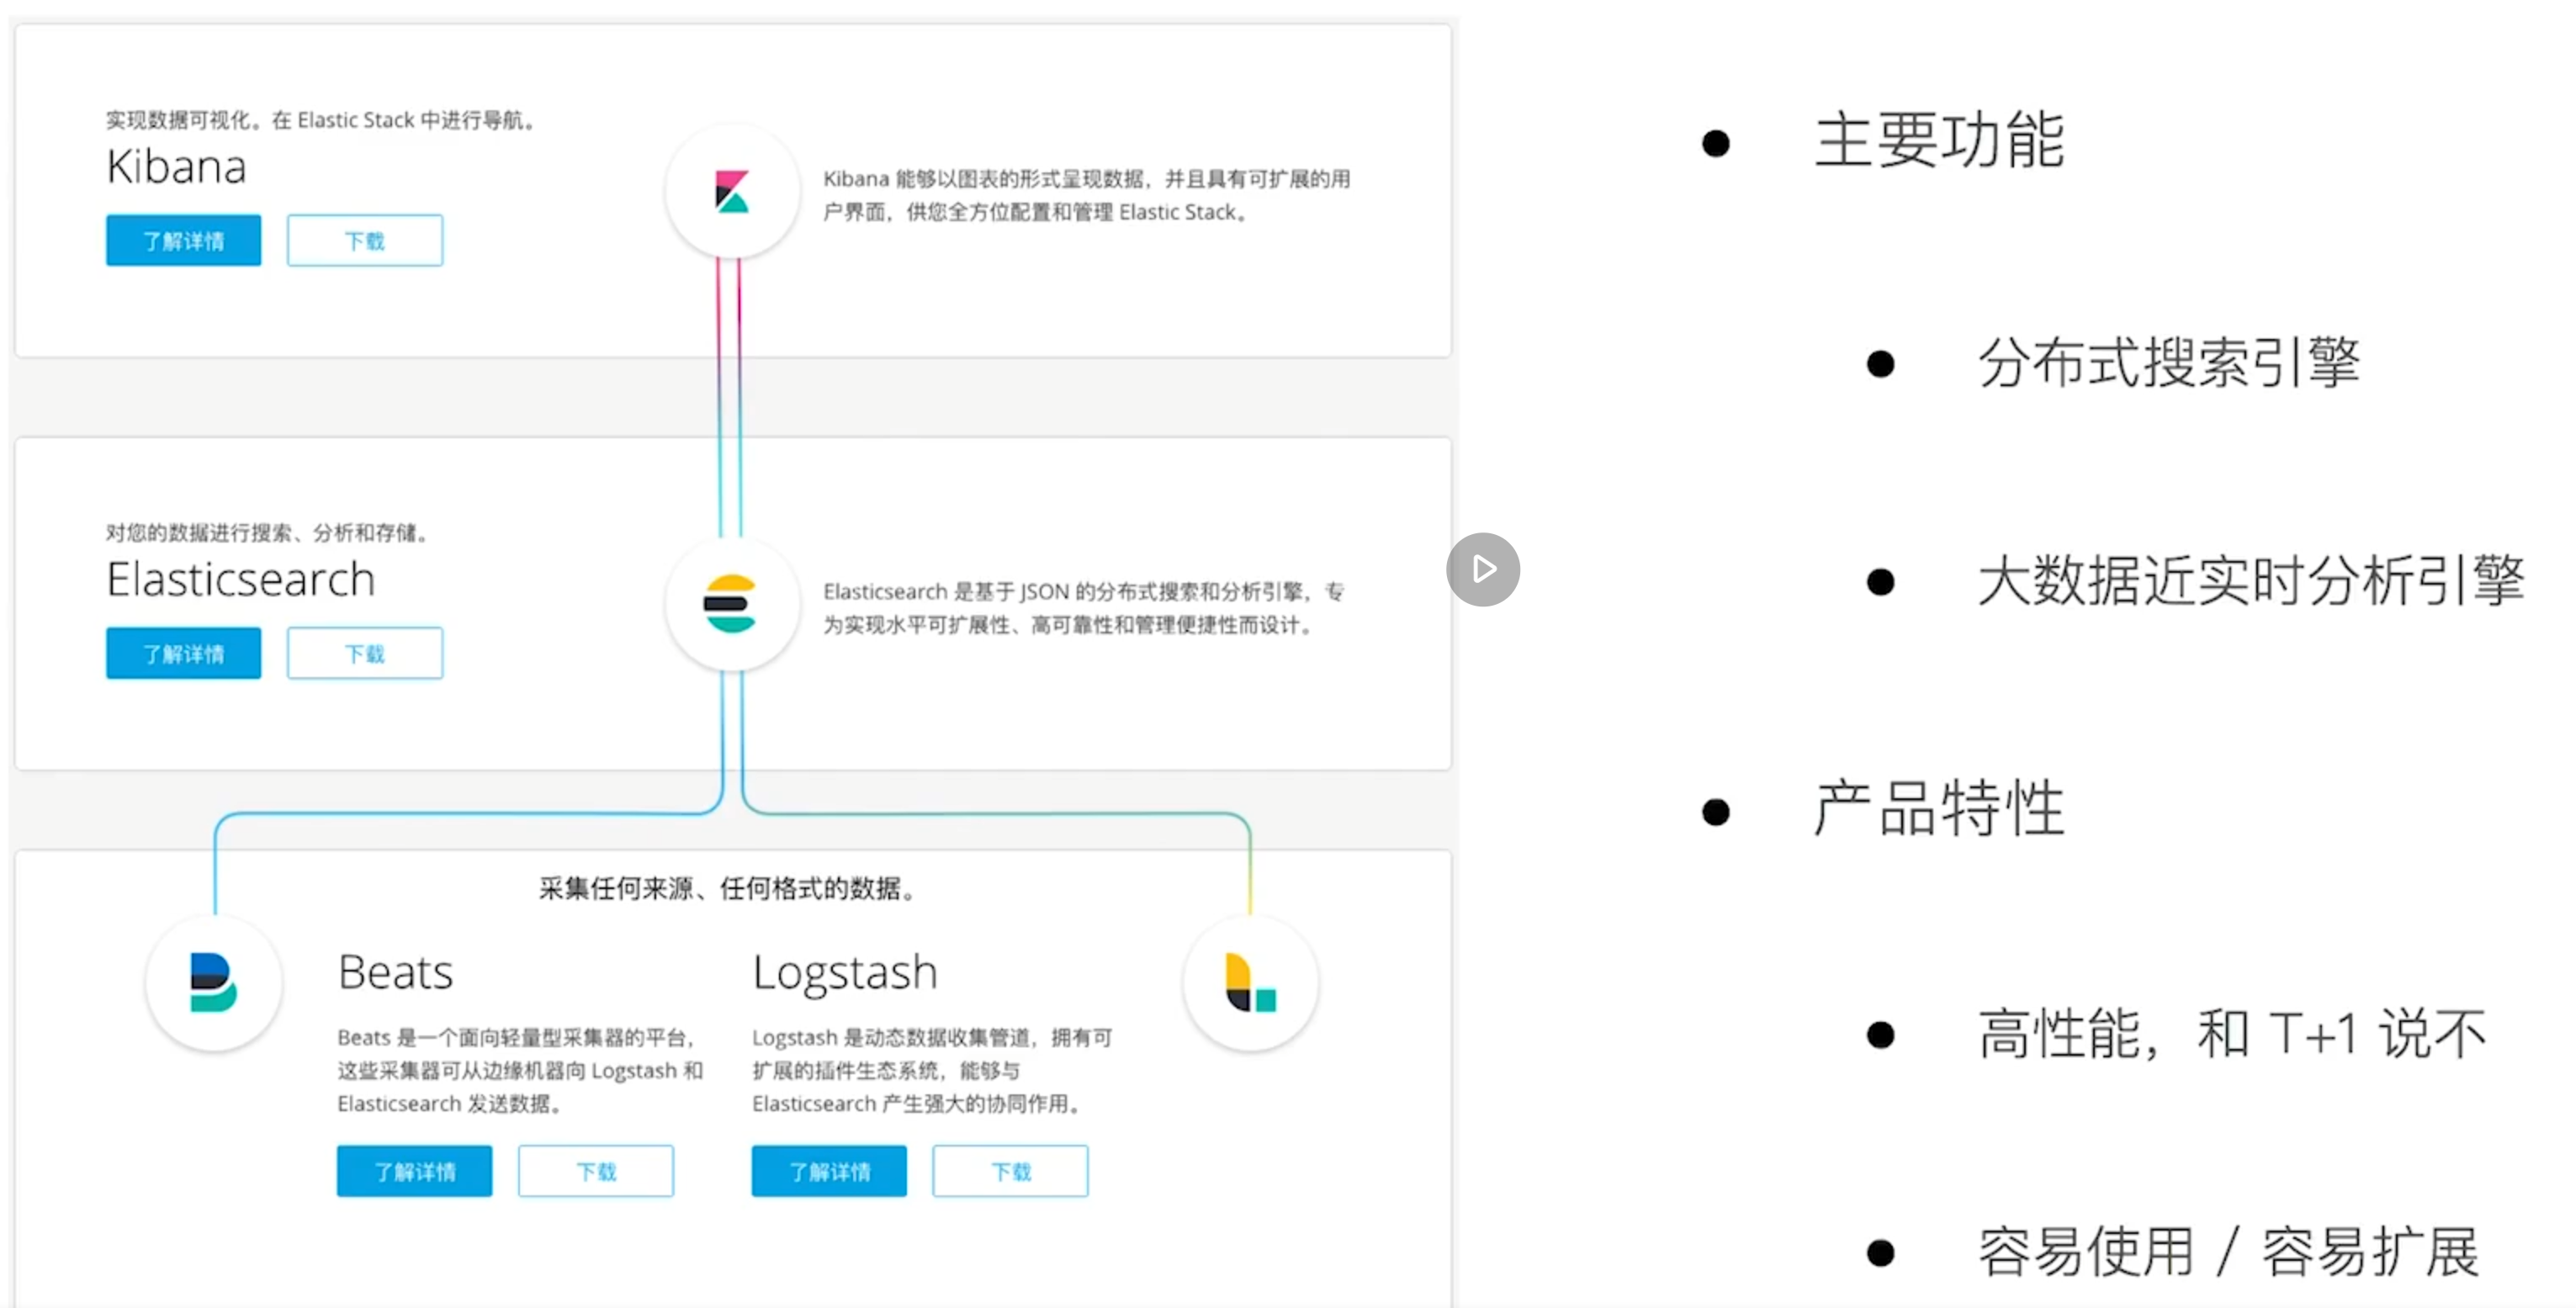 实现数据可视化。在 Elastic Stack 中进行导航。
Kibana
了解详情
下载
Kibana 能够以图表的形式呈现数据，并且具有可扩展的用
户界面，供您全方位配置和管理 Elastic Stack。
对您的数据进行搜索、分析和存储。
Elasticsearch
了解详情
下载
Elasticsearch 是基于 JSON 的分布式搜索和分析引擎，专
为实现水平可扩展性、高可靠性和管理便捷性而设计。
采集任何来源、任何格式的数据。
Beats
Beats 是一个面向轻量型采集器的平台，
这些采集器可从边缘机器向 Logstash 和
Elasticsearch 发送数据。
了解详情
下载
Logstash
Logstash 是动态数据收集管道，拥有可
扩展的插件生态系统，能够与
Elasticsearch 产生强大的协同作用。
了解详情
下载
● 主要功能
● 分布式搜索引擎
● 大数据近实时分析引擎
● 产品特性
● 高性能，和 T+1 说不
● 容易使用 / 容易扩展